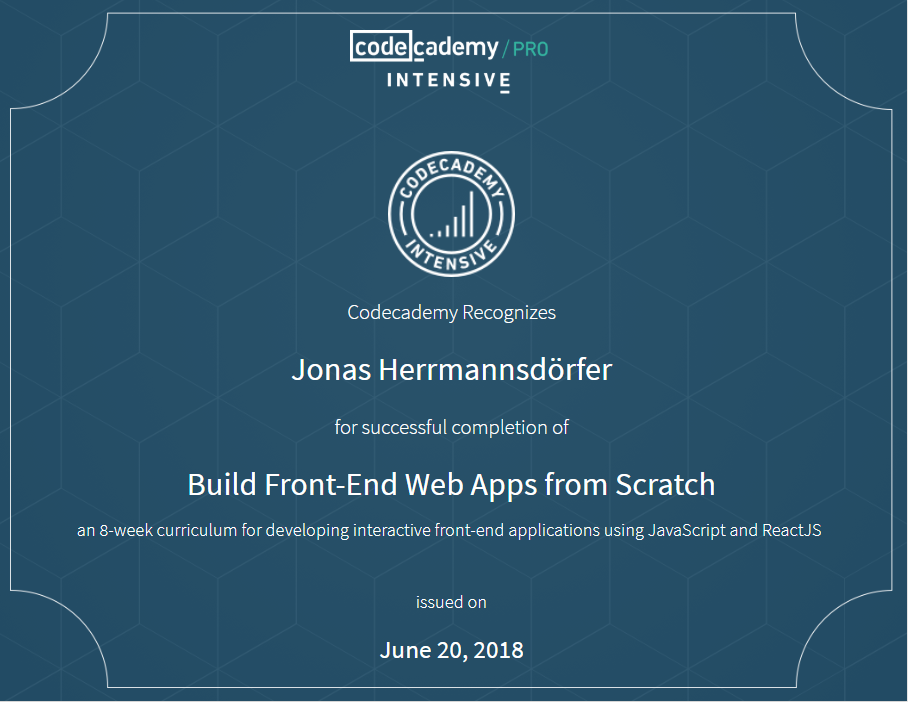 codecademy/PRO
INTENSIVE
CODECADEMY
INTENSIVE
Codecademy Recognizes
Jonas Herrmannsdörfer
for successful completion of
Build Front-End Web Apps from Scratch
an 8-week curriculum for developing interactive front-end applications using JavaScript and ReactJS
issued on
June 20, 2018